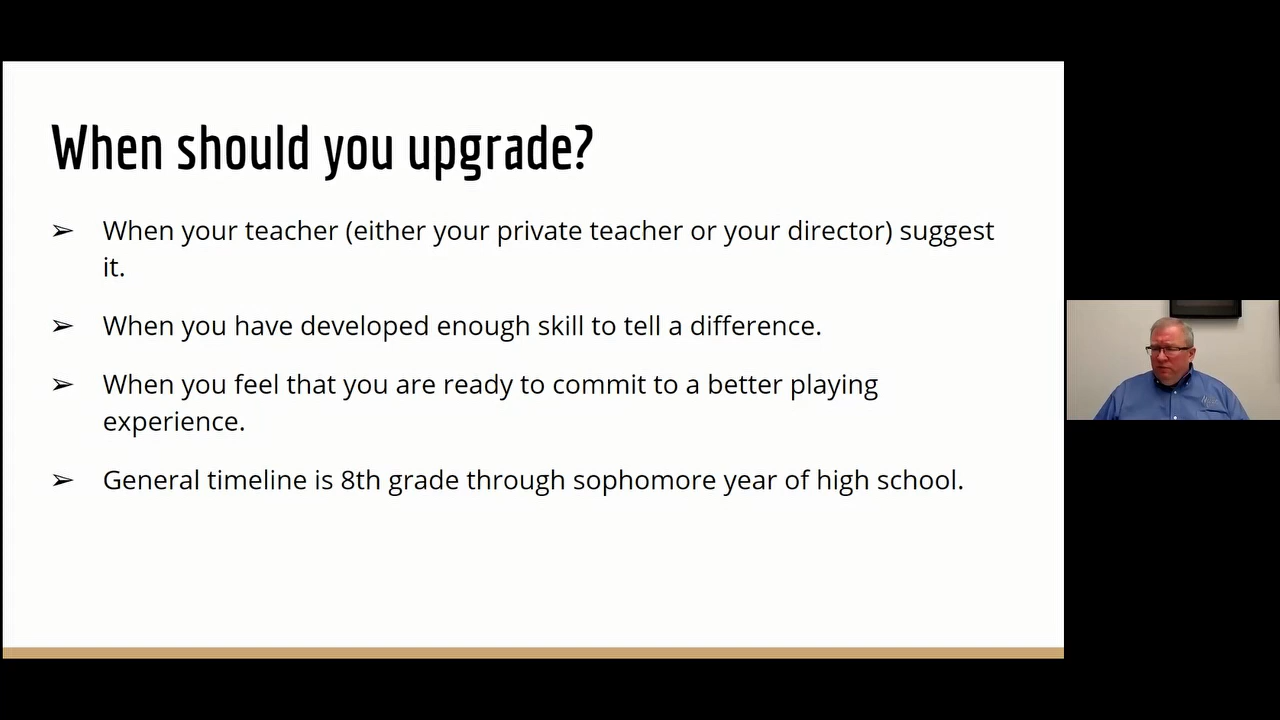 When should you upgrade?
➢ When your teacher (either your private teacher or your director) suggest
it.
➢ When you have developed enough skill to tell a difference.
➢ When you feel that you are ready to commit to a better playing
experience.
➢ General timeline is 8th grade through sophomore year of high school.